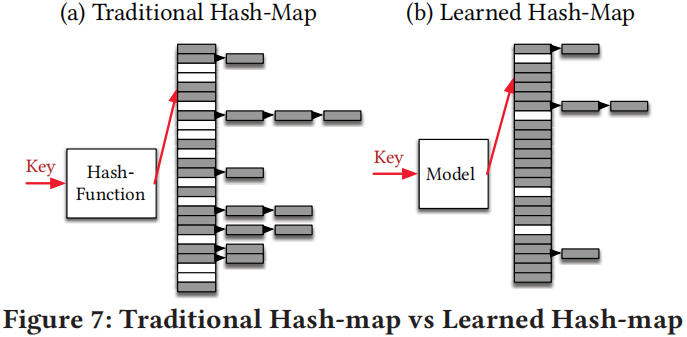 (a) Traditional Hash-Map
(b) Learned Hash-Map
Key
Hash-
Function
Key
Model
Figure 7: Traditional Hash-map vs Learned Hash-map